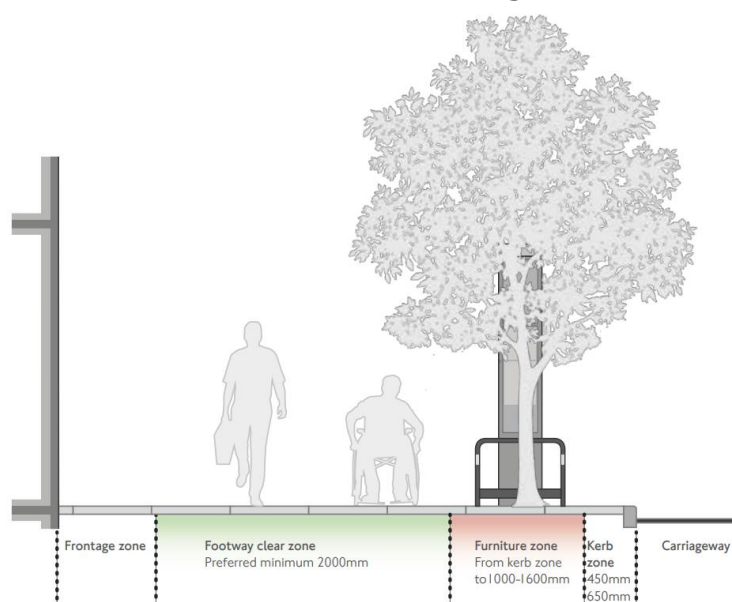 Frontage zone
Footway clear zone
Preferred minimum 2000mm
Furniture zone
From kerb zone
to1000-1600mm
Kerb
zone
450mm
650mm
Carriageway